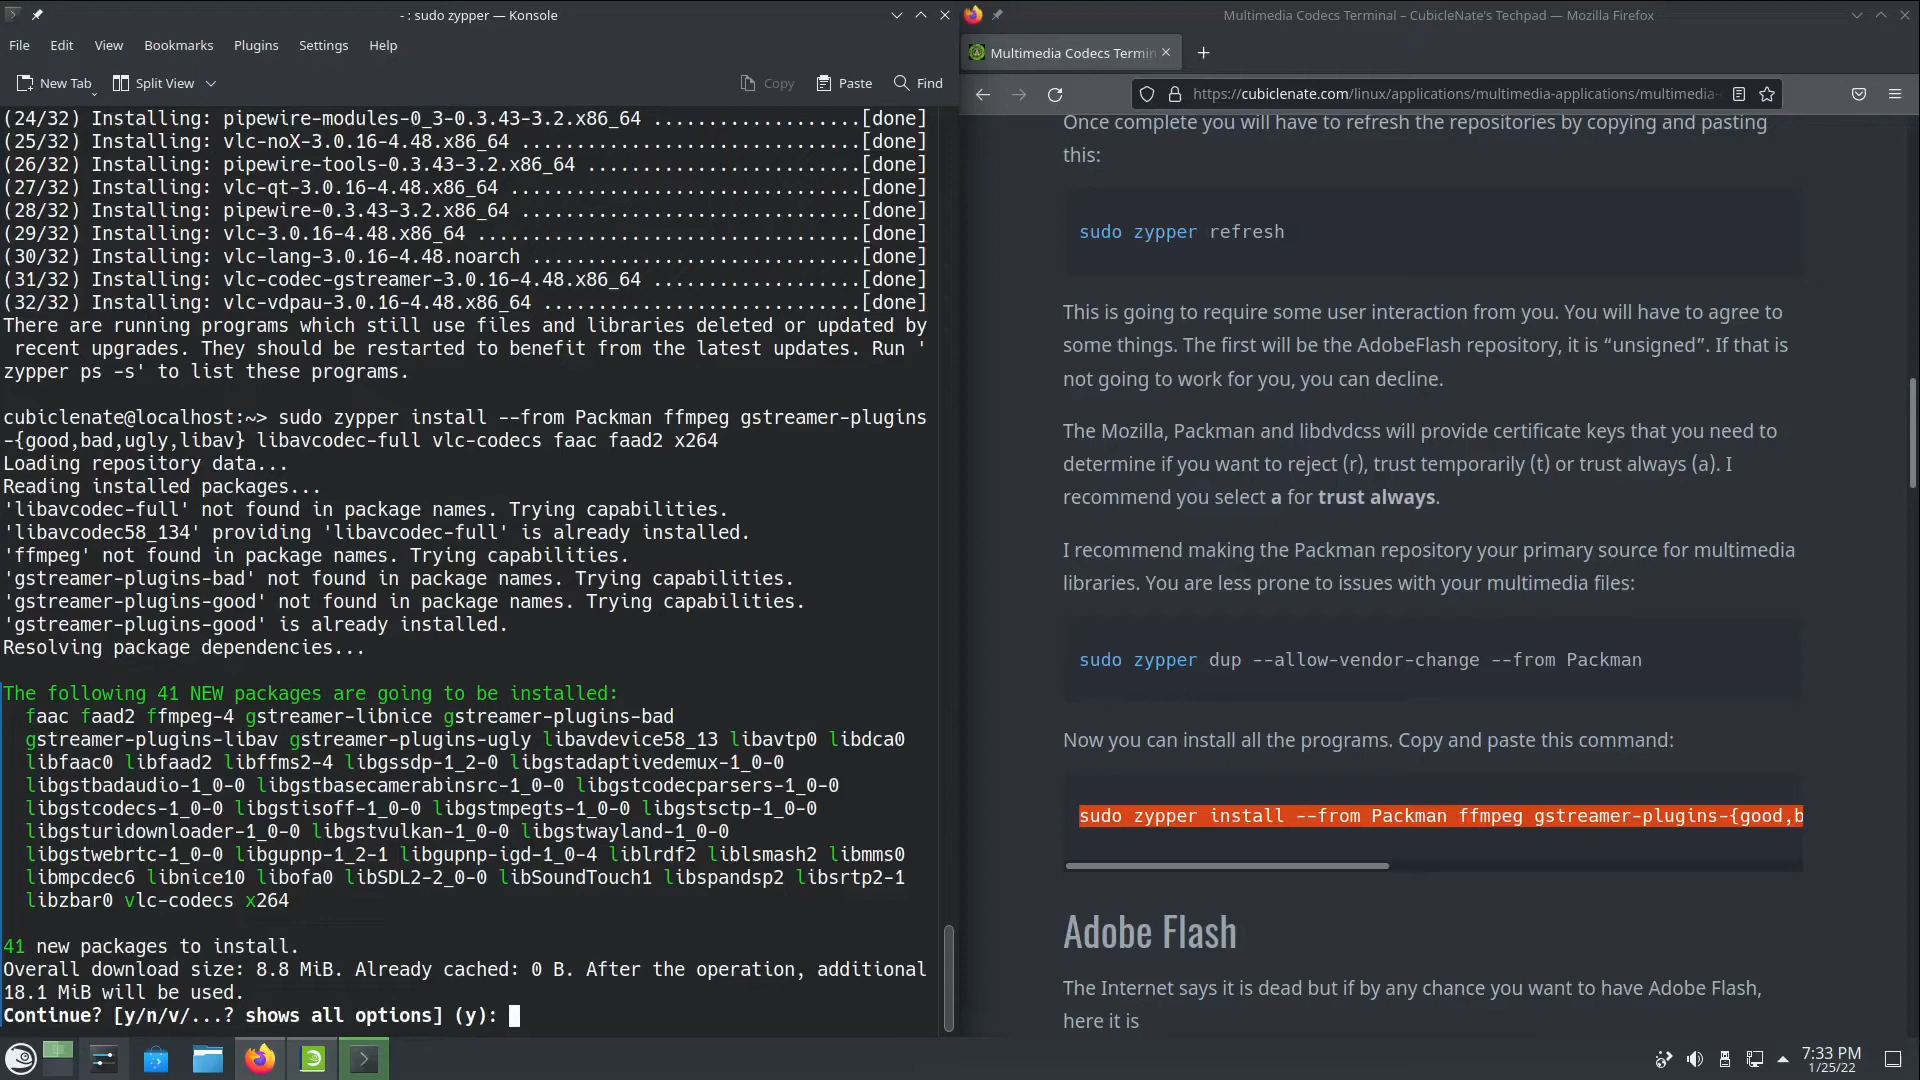 - : sudo zypper — Konsole
File Edit View Bookmarks Plugins Settings Help
New Tab Split View Copy Paste Find
(24/32) Installing: pipewire-modules-0_3-0.3.43-3.2.x86_64 ...................[done]
(25/32) Installing: vlc-noX-3.0.16-4.48.x86_64 ...............................[done]
(26/32) Installing: pipewire-tools-0.3.43-3.2.x86_64 .........................[done]
(27/32) Installing: vlc-qt-3.0.16-4.48.x86_64 ................................[done]
(28/32) Installing: pipewire-0.3.43-3.2.x86_64 ...............................[done]
(29/32) Installing: vlc-3.0.16-4.48.x86_64 ...................................[done]
(30/32) Installing: vlc-lang-3.0.16-4.48.noarch ..............................[done]
(31/32) Installing: vlc-codec-gstreamer-3.0.16-4.48.x86_64 ...................[done]
(32/32) Installing: vlc-vdpau-3.0.16-4.48.x86_64 .............................[done]
There are running programs which still use files and libraries deleted or updated by
recent upgrades. They should be restarted to benefit from the latest updates. Run '
zypper ps -s' to list these programs.
cubiclenate@localhost:~> sudo zypper install --from Packman ffmpeg gstreamer-plugins
-{good,bad,ugly,libav} libavcodec-full vlc-codecs faac faad2 x264
Loading repository data...
Reading installed packages...
'libavcodec-full' not found in package names. Trying capabilities.
'libavcodec58_134' providing 'libavcodec-full' is already installed.
'ffmpeg' not found in package names. Trying capabilities.
'gstreamer-plugins-bad' not found in package names. Trying capabilities.
'gstreamer-plugins-good' not found in package names. Trying capabilities.
'gstreamer-plugins-good' is already installed.
Resolving package dependencies...
The following 41 NEW packages are going to be installed:
faac faad2 ffmpeg-4 gstreamer-libnice gstreamer-plugins-bad
gstreamer-plugins-libav gstreamer-plugins-ugly libavdevice58_13 libavtp0 libdca0
libfaac0 libfaad2 libffms2-4 libgssdp-1_2-0 libgstadaptivedemux-1_0-0
libgstbadaudio-1_0-0 libgstbasecamerabinsrc-1_0-0 libgstcodecparsers-1_0-0
libgstcodecs-1_0-0 libgstisoff-1_0-0 libgstmpegts-1_0-0 libgstsctp-1_0-0
libgsturidownloader-1_0-0 libgstvulkan-1_0-0 libgstwayland-1_0-0
libgstwebrtc-1_0-0 libgupnp-1_2-1 libgupnp-igd-1_0-4 liblrdf2 liblsmash2 libmms0
libmpcdec6 libnice10 libofa0 libSDL2-2_0-0 libSoundTouch1 libspandsp2 libsrtp2-1
libzbar0 vlc-codecs x264
41 new packages to install.
Overall download size: 8.8 MiB. Already cached: 0 B. After the operation, additional
18.1 MiB will be used.
Continue? [y/n/v/...? shows all options] (y):
Multimedia Codecs Terminal – CubicleNate's Techpad — Mozilla Firefox
Multimedia Codecs Termin
https://cubiclenate.com/linux/applications/multimedia-applications/multimedia-
Once complete you will have to refresh the repositories by copying and pasting
this:
sudo zypper refresh
This is going to require some user interaction from you. You will have to agree to
some things. The first will be the AdobeFlash repository, it is “unsigned”. If that is
not going to work for you, you can decline.
The Mozilla, Packman and libdvdcss will provide certificate keys that you need to
determine if you want to reject (r), trust temporarily (t) or trust always (a). I
recommend you select a for trust always.
I recommend making the Packman repository your primary source for multimedia
libraries. You are less prone to issues with your multimedia files:
sudo zypper dup --allow-vendor-change --from Packman
Now you can install all the programs. Copy and paste this command:
sudo zypper install --from Packman ffmpeg gstreamer-plugins-{good,b
Adobe Flash
The Internet says it is dead but if by any chance you want to have Adobe Flash,
here it is
7:33 PM
1/25/22